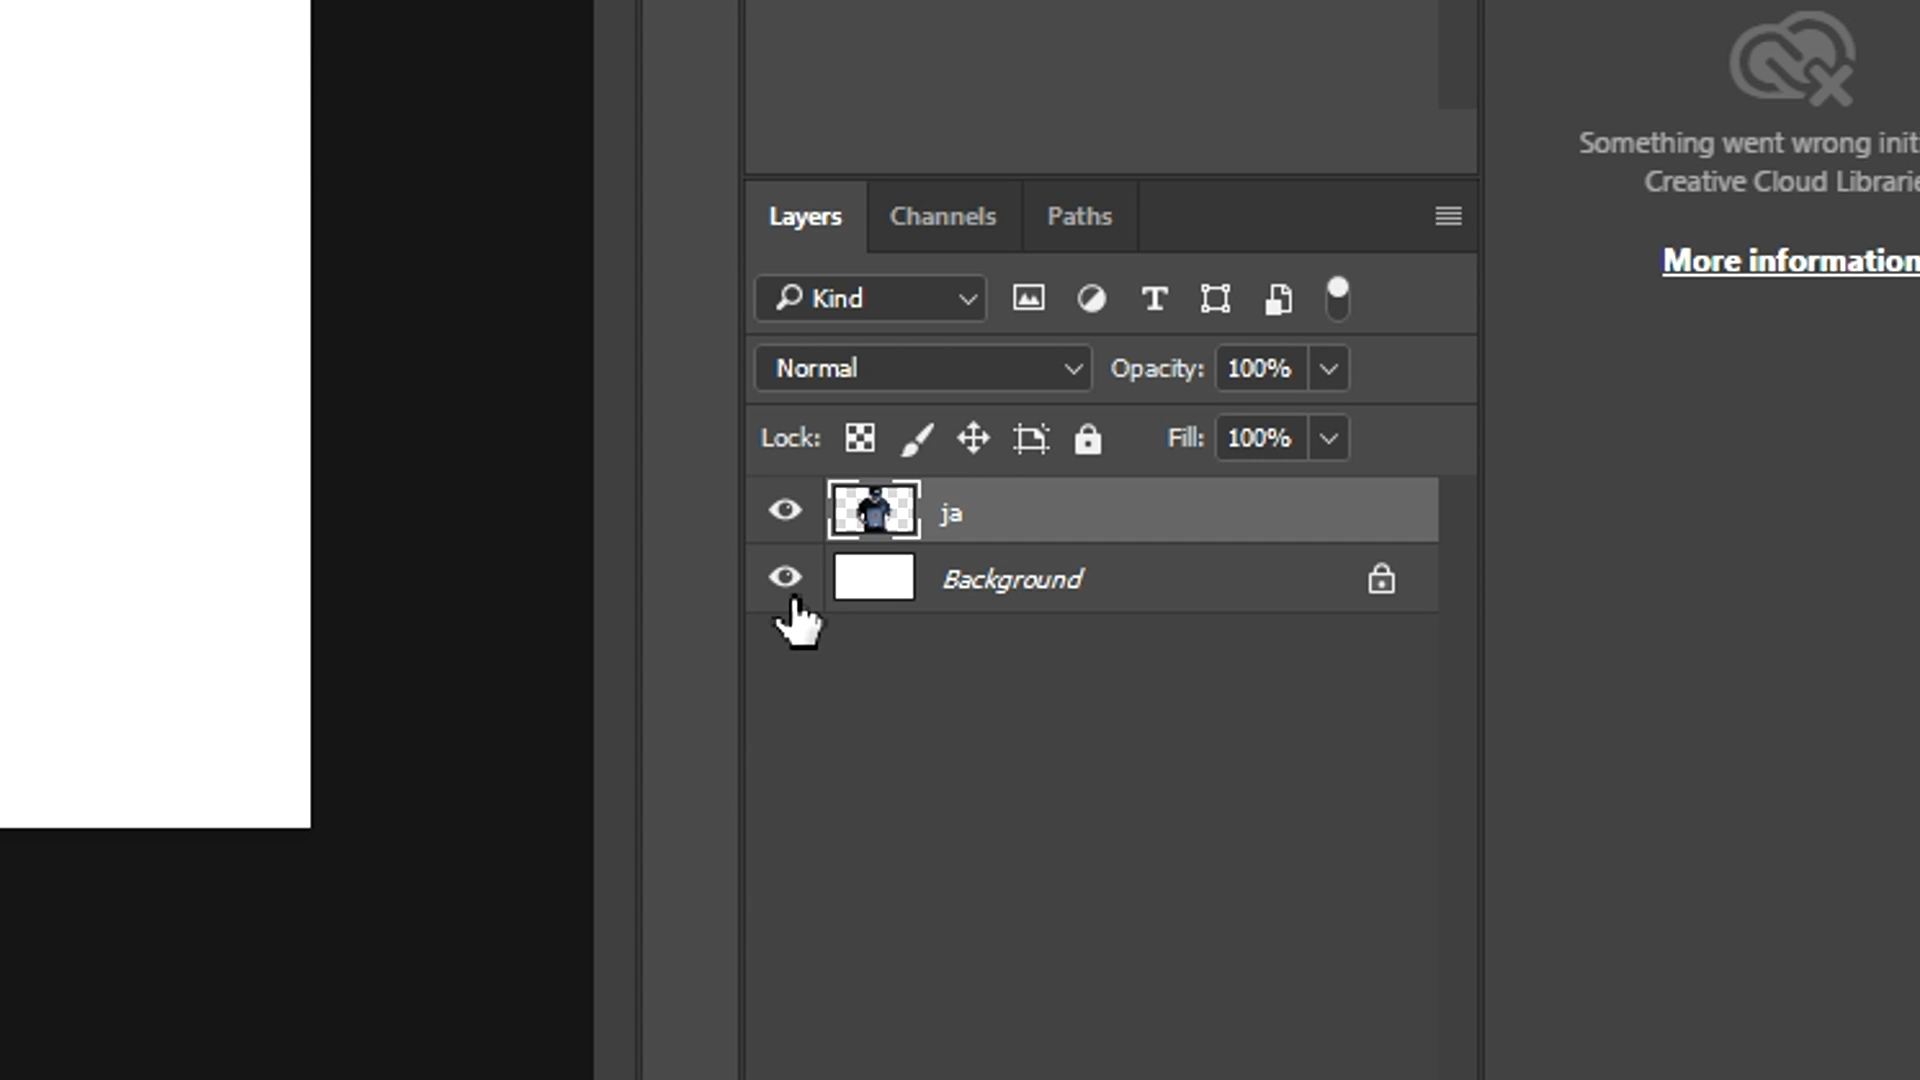 Something went wrong init
Creative Cloud Librarie
More information
Layers Channels Paths
Kind
Normal Opacity: 100%
Lock: Fill: 100%
ja
Background